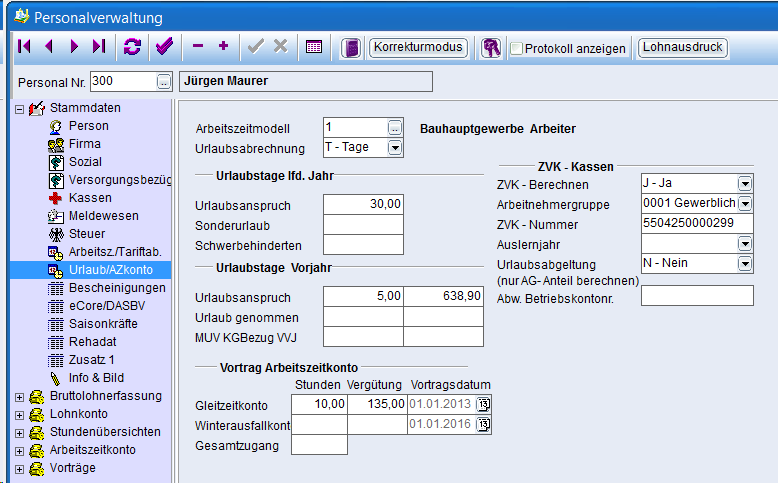 Personalverwaltung
Korrekturmodus Protokoll anzeigen Lohnausdruck
Personal Nr. 300 ... Jürgen Maurer
Stammdaten
Person
Firma
Sozial
Versorgungsbezüg
Kassen
Meldewesen
Steuer
Arbeitsz./Tariftab.
Urlaub/AZkonto
Bescheinigungen
eCore/DASBV
Saisonkräfte
Rehadat
Zusatz 1
Info & Bild
Bruttolohnerfassung
Lohnkonto
Stundenübersichten
Arbeitszeitkonto
Vorträge
Arbeitszeitmodell 1 ... Bauhauptgewerbe Arbeiter
Urlaubsabrechnung T - Tage
Urlaubstage lfd. Jahr
Urlaubsanspruch 30,00
Sonderurlaub
Schwerbehinderten
Urlaubstage Vorjahr
Urlaubsanspruch 5,00 638,90
Urlaub genommen
MUV KGBezug VVJ
Vortrag Arbeitszeitkonto
Stunden Vergütung Vortragsdatum
Gleitzeitkonto 10,00 135,00 01.01.2013 13
Winterausfallkont 01.01.2016 13
Gesamtzugang
ZVK - Kassen
ZVK - Berechnen J - Ja
Arbeitnehmergruppe 0001 Gewerblich
ZVK - Nummer 5504250000299
Auslernjahr
Urlaubsabgeltung N - Nein
(nur AG- Anteil berechnen)
Abw. Betriebskontonr.